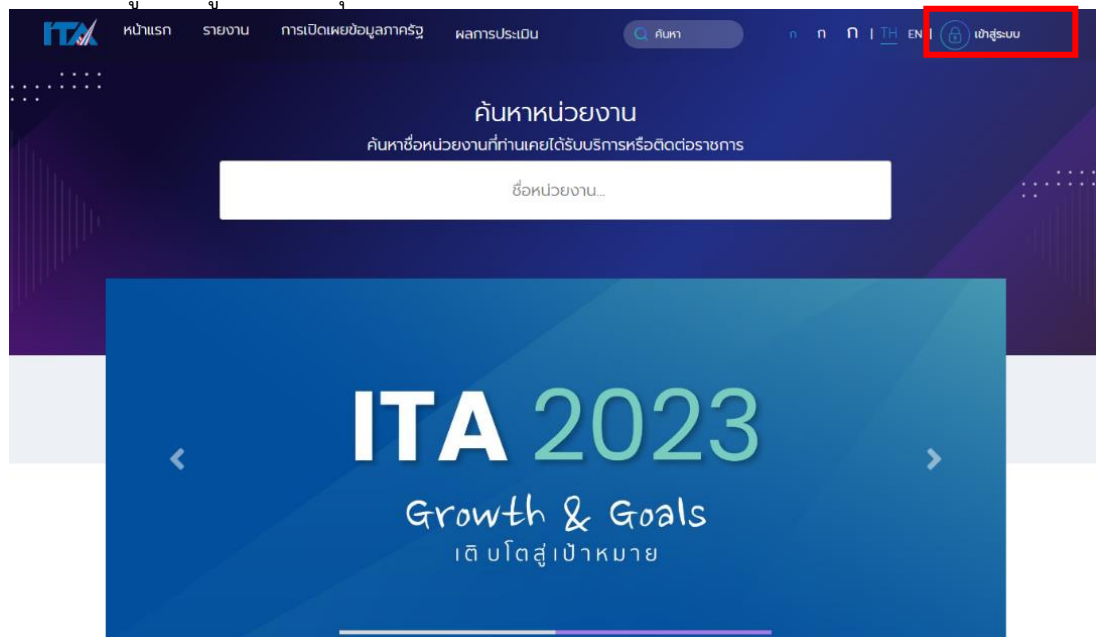 ITA หน้าแรก รายงาน การเปิดเผยข้อมูลภาครัฐ ผลการประเมิน ค้นหา ก ก ก | TH EN | เข้าสู่ระบบ
ค้นหาหน่วยงาน
ค้นหาชื่อหน่วยงานที่ท่านเคยได้รับบริการหรือติดต่อราชการ
ชื่อหน่วยงาน...
ITA 2023
Growth & Goals
เติบโตสู่เป้าหมาย